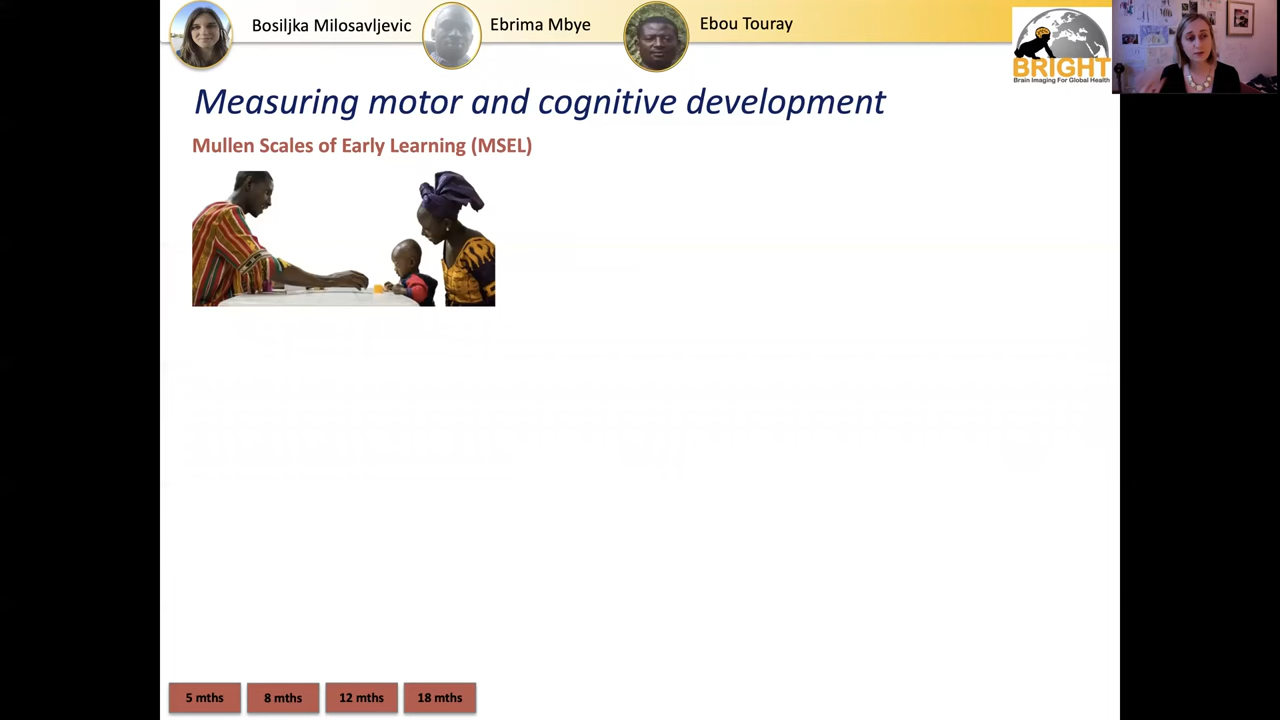 Bosiljka Milosavljevic
Ebrima Mbye
Ebou Touray
BRIGHT
Brain Imaging For Global Health
Measuring motor and cognitive development
Mullen Scales of Early Learning (MSEL)
5 mths
8 mths
12 mths
18 mths